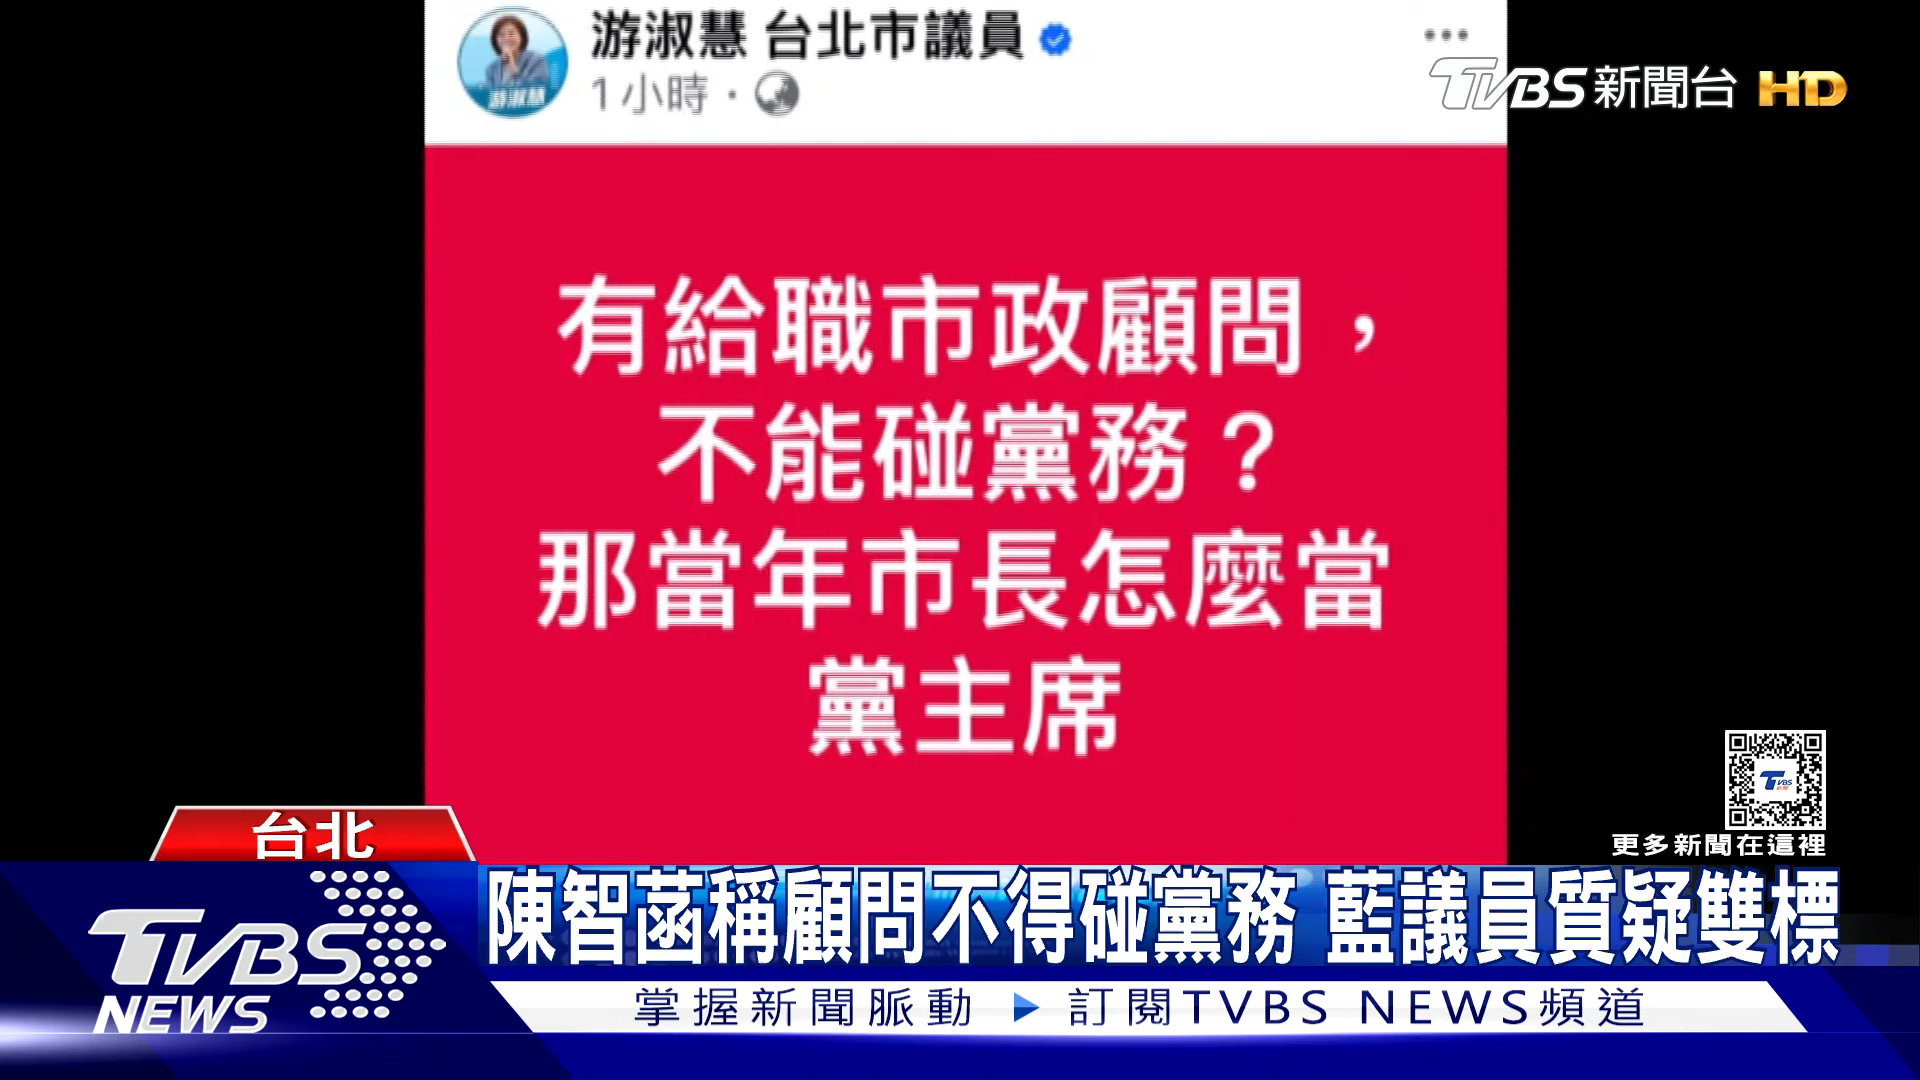 游淑慧 台北市議員
1小時 ·
TVBS新聞台 HD
有給職市政顧問，
不能碰黨務？
那當年市長怎麼當
黨主席
更多新聞在這裡
台北
陳智菡稱顧問不得碰黨務 藍議員質疑雙標
TVBS
NEWS
掌握新聞脈動 ▶ 訂閱TVBS NEWS頻道